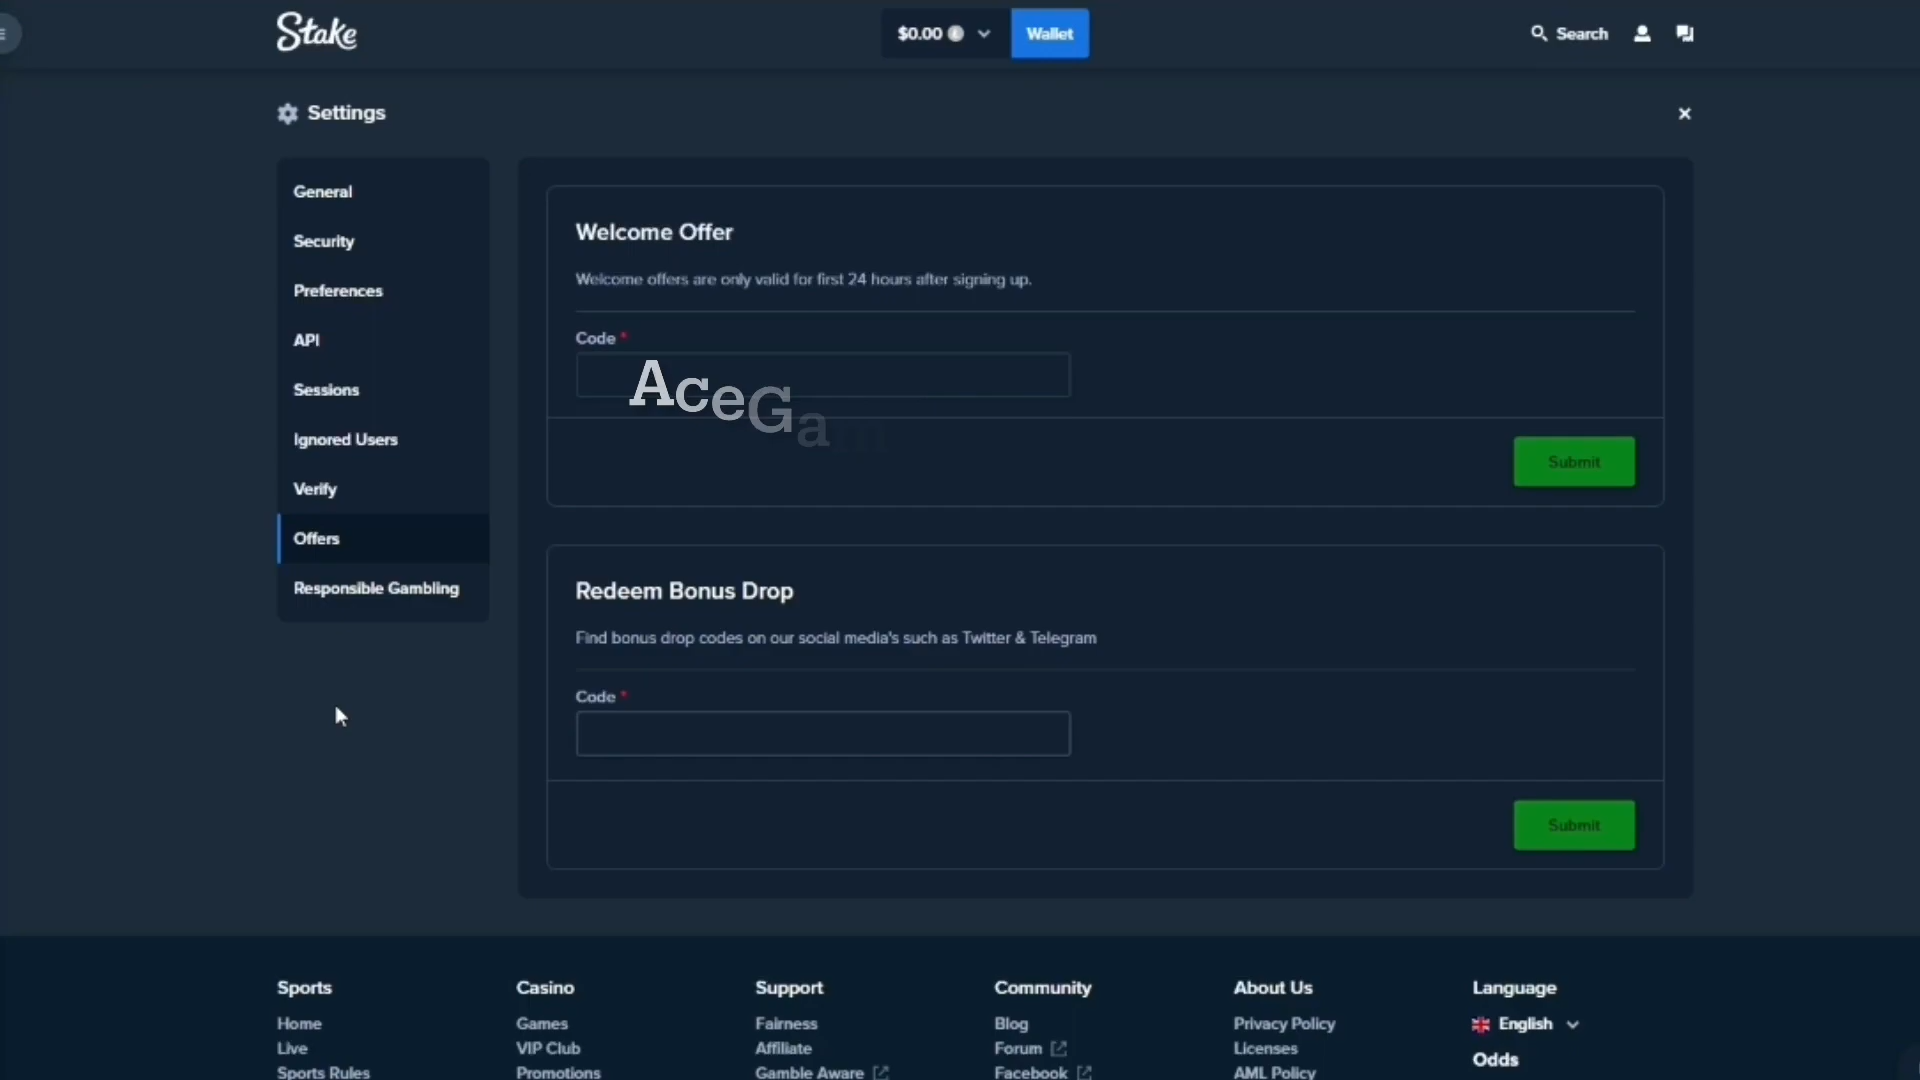 Stake
$0.00
Wallet
Search
Settings
General
Security
Preferences
API
Sessions
Ignored Users
Verify
Offers
Responsible Gambling
Welcome Offer
Welcome offers are only valid for first 24 hours after signing up.
Code *
AceGa
Submit
Redeem Bonus Drop
Find bonus drop codes on our social media's such as Twitter & Telegram
Code *
Submit
Sports
Home
Live
Sports Rules
Casino
Games
VIP Club
Promotions
Support
Fairness
Affiliate
Gamble Aware
Community
Blog
Forum
Facebook
About Us
Privacy Policy
Licenses
AML Policy
Language
English
Odds